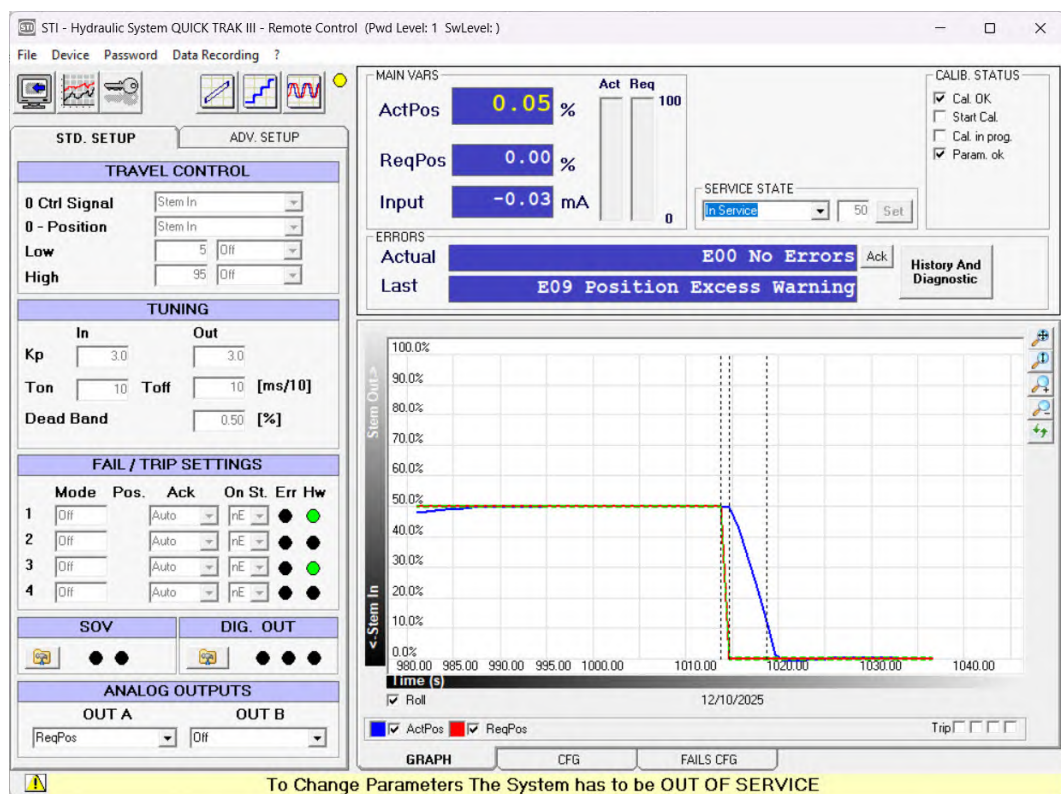 STI - Hydraulic System QUICK TRAK III - Remote Control (Pwd Level: 1 SwLevel: )
File Device Password Data Recording ?
STD. SETUP ADV. SETUP
TRAVEL CONTROL
0 Ctrl Signal Stem In
0 - Position Stem In
Low 5 Off
High 95 Off
TUNING
In Out
Kp 3.0 3.0
Ton 10 Toff 10 [ms/10]
Dead Band 0.50 [%]
FAIL / TRIP SETTINGS
Mode Pos. Ack On St. Err Hw
1 Off Auto nE
2 Off Auto nE
3 Off Auto nE
4 Off Auto nE
SOV DIG. OUT
ANALOG OUTPUTS
OUT A OUT B
ReqPos Off
MAIN VARS
Act Req
ActPos 0.05 %
100
ReqPos 0.00 %
Input -0.03 mA
0
SERVICE STATE
In Service 50 Set
CALIB. STATUS
Cal. OK
Start Cal.
Cal. in prog.
Param. ok
ERRORS
Actual E00 No Errors Ack
Last E09 Position Excess Warning
History And
Diagnostic
100.0%
90.0%
80.0%
70.0%
60.0%
50.0%
40.0%
30.0%
20.0%
10.0%
0.0%
Stem Out->
<-Stem In
980.00 985.00 990.00 995.00 1000.00 1010.00 1020.00 1030.00 1040.00
Time (s)
Roll 12/10/2025
ActPos ReqPos Trip
GRAPH CFG FAILS CFG
To Change Parameters The System has to be OUT OF SERVICE